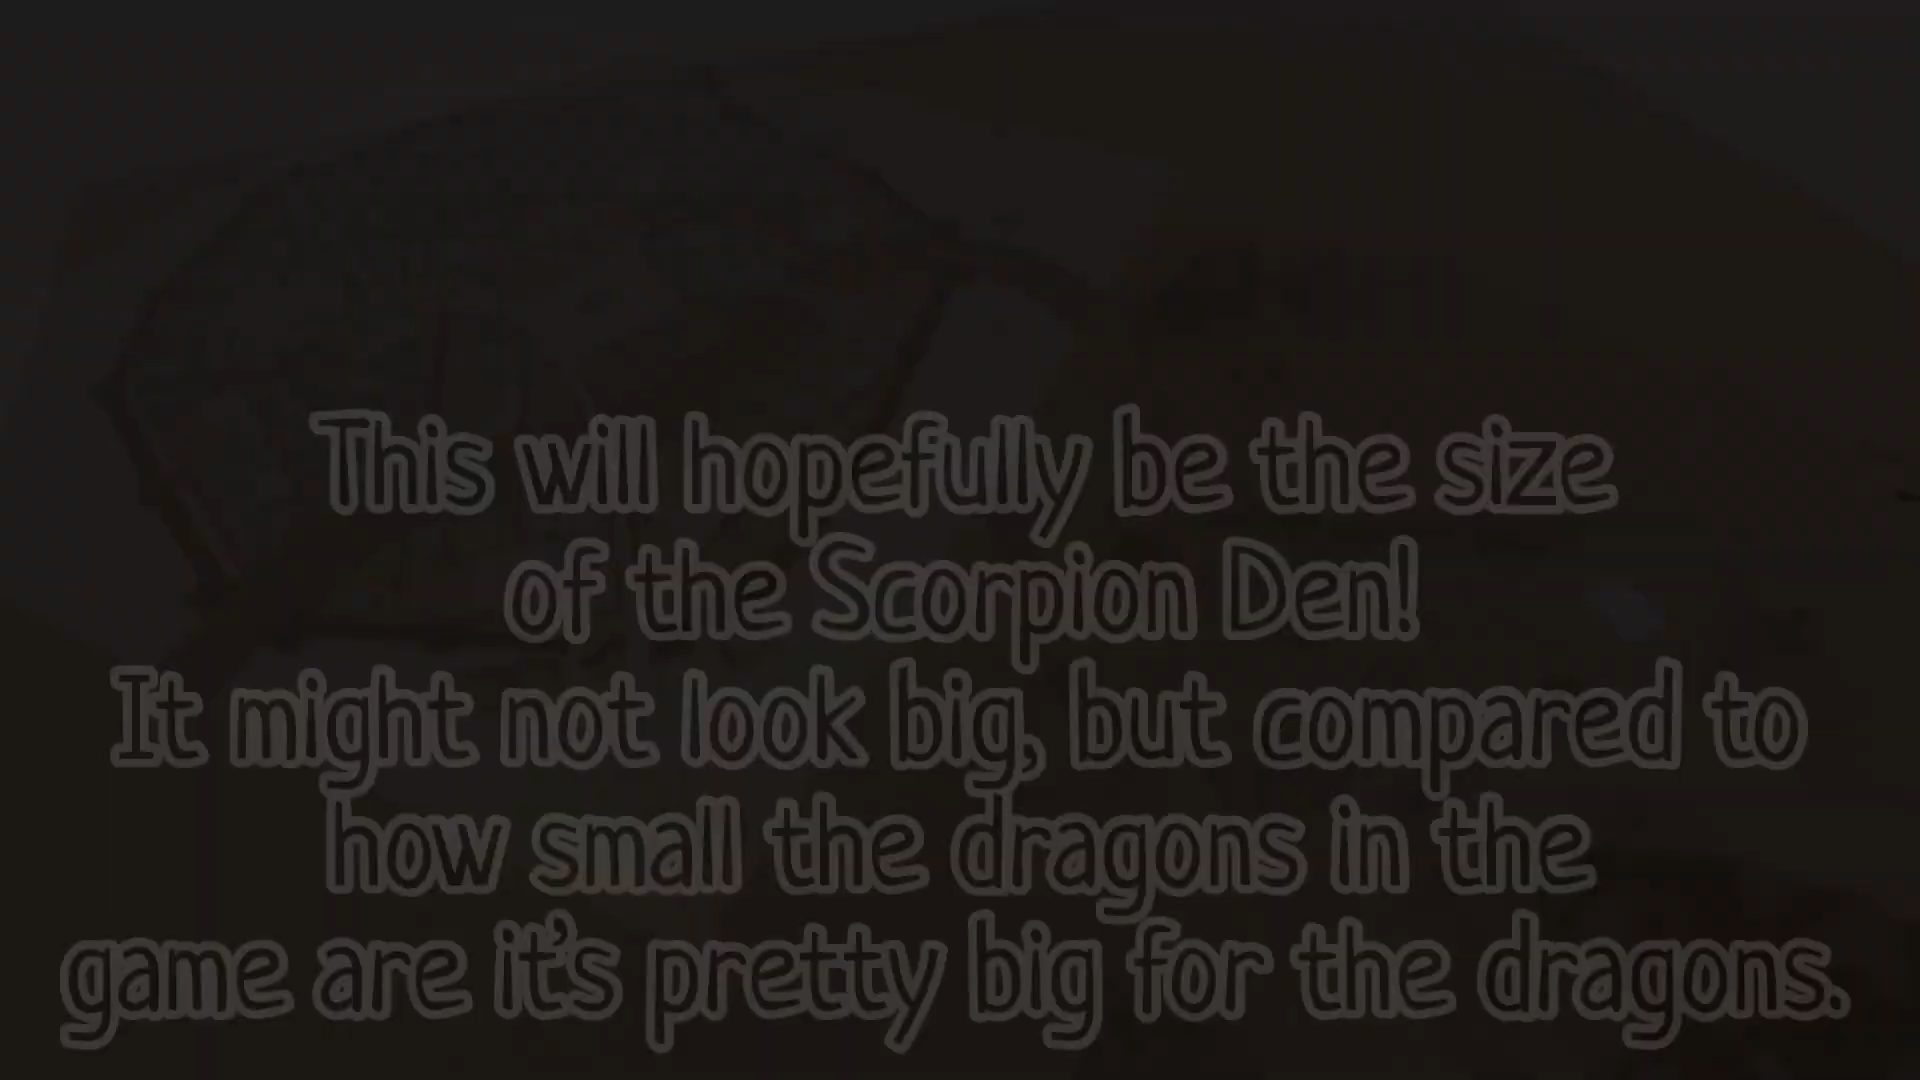 This will hopefully be the size
of the Scorpion Den!
It might not look big, but compared to
how small the dragons in the
game are it's pretty big for the dragons.